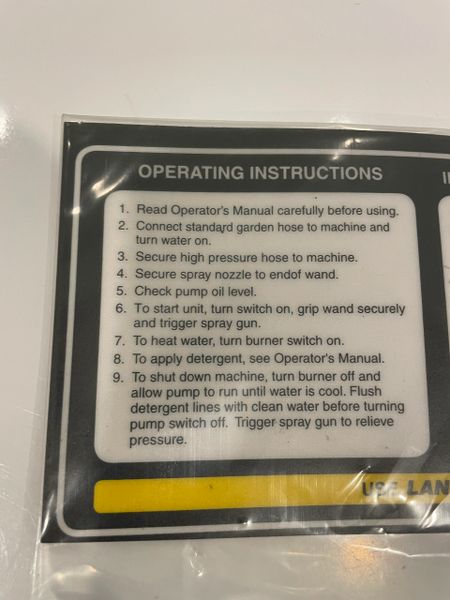 OPERATING INSTRUCTIONS
1. Read Operator's Manual carefully before using.
2. Connect standard garden hose to machine and
turn water on.
3. Secure high pressure hose to machine.
4. Secure spray nozzle to endof wand.
5. Check pump oil level.
6. To start unit, turn switch on, grip wand securely
and trigger spray gun.
7. To heat water, turn burner switch on.
8. To apply detergent, see Operator's Manual.
9. To shut down machine, turn burner off and
allow pump to run until water is cool. Flush
detergent lines with clean water before turning
pump switch off. Trigger spray gun to relieve
pressure.
USE LAN